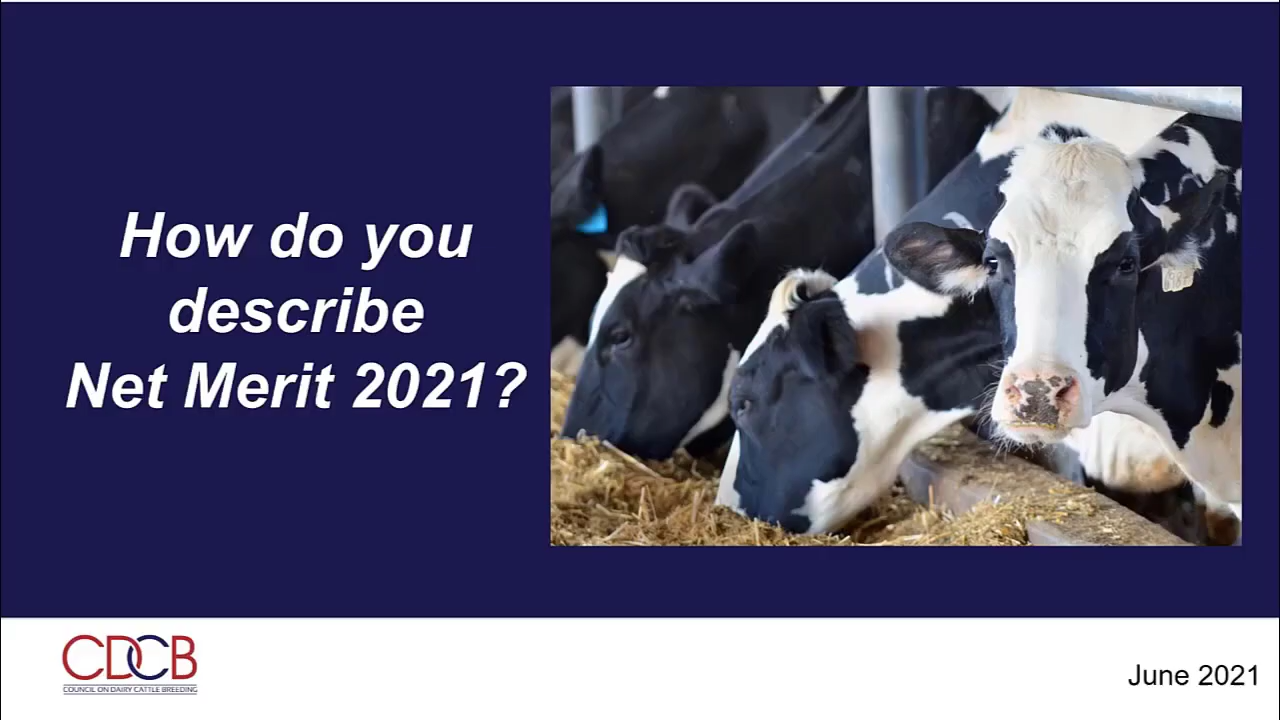 How do you
describe
Net Merit 2021?
CDCB
COUNCIL ON DAIRY CATTLE BREEDING
June 2021